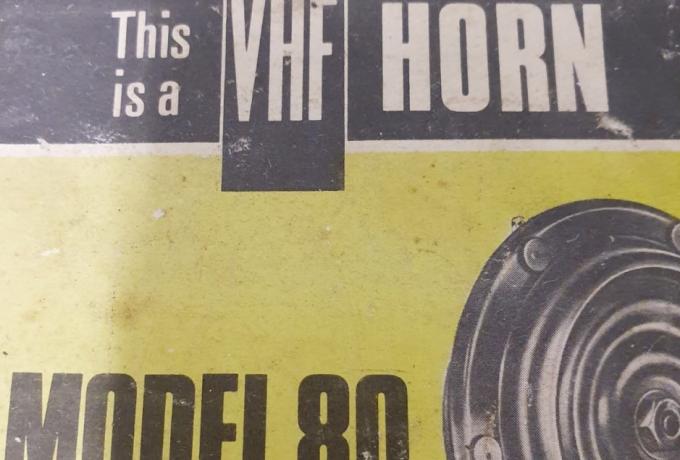 This
is a VHF HORN
MODEL 80